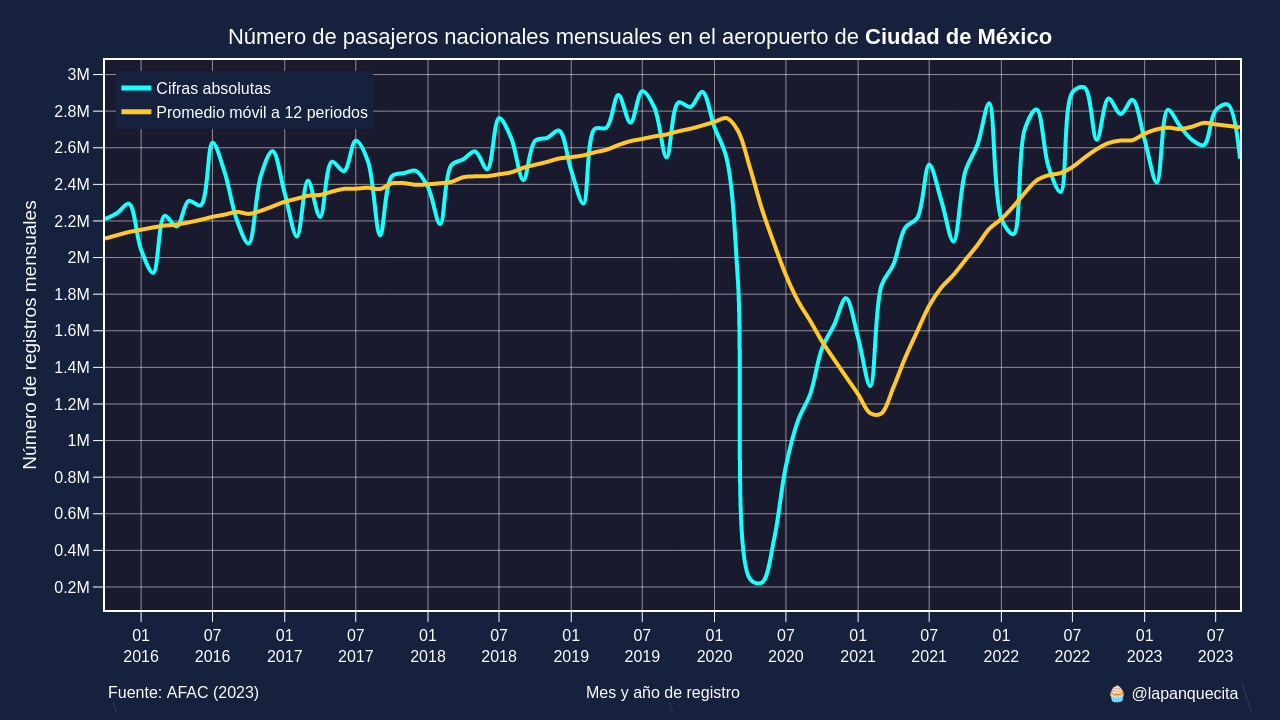 Número de pasajeros nacionales mensuales en el aeropuerto de Ciudad de México
Cifras absolutas
Promedio móvil a 12 periodos
Número de registros mensuales
3M
2.8M
2.6M
2.4M
2.2M
2M
1.8M
1.6M
1.4M
1.2M
1M
0.8M
0.6M
0.4M
0.2M
01 07 01 07 01 07 01 07 01 07 01 07 01 07 01 07
2016 2016 2017 2017 2018 2018 2019 2019 2020 2020 2021 2021 2022 2022 2023 2023
Fuente: AFAC (2023) Mes y año de registro 🧁 @lapanquecita